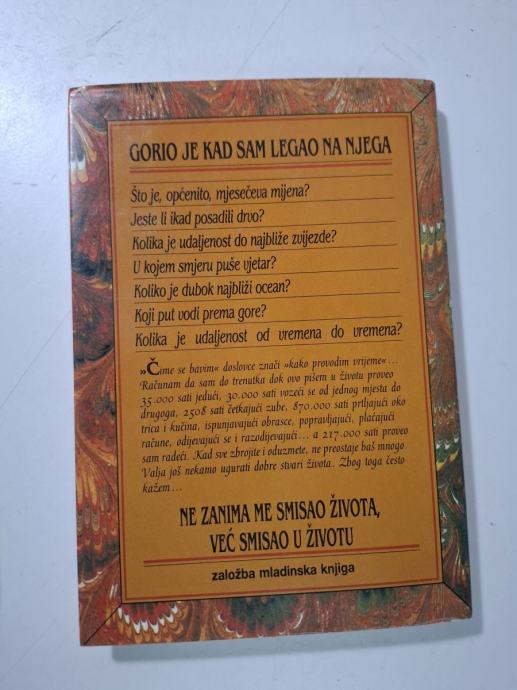 GORIO JE KAD SAM LEGAO NA NJEGA
Što je, općenito, mjesečeva mijena?
Jeste li ikad posadili drvo?
Kolika je udaljenost do najbliže zvijezde?
U kojem smjeru puše vjetar?
Koliko je dubok najbliži ocean?
Koji put vodi prema gore?
Kolika je udaljenost od vremena do vremena?
»Čime se bavim« doslovce znači »kako provodim vrijeme«...
Računam da sam do trenutka dok ovo pišem u životu proveo
35.000 sati jedući, 30.000 sati vozeći se od jednog mjesta do
drugoga, 2508 sati četkajući zube, 870.000 sati prtljajući oko
trica i kučina, ispunjavajući obrasce, popravljajući, plaćajući
račune, odijevajući se i razodijevajući... a 217.000 sati proveo
sam radeći. Kad sve zbrojite i oduzmete, ne preostaje baš mnogo
Valja još nekamo ugurati dobre stvari života. Zbog toga često
kažem...
NE ZANIMA ME SMISAO ŽIVOTA,
VEĆ SMISAO U ŽIVOTU
založba mladinska knjiga